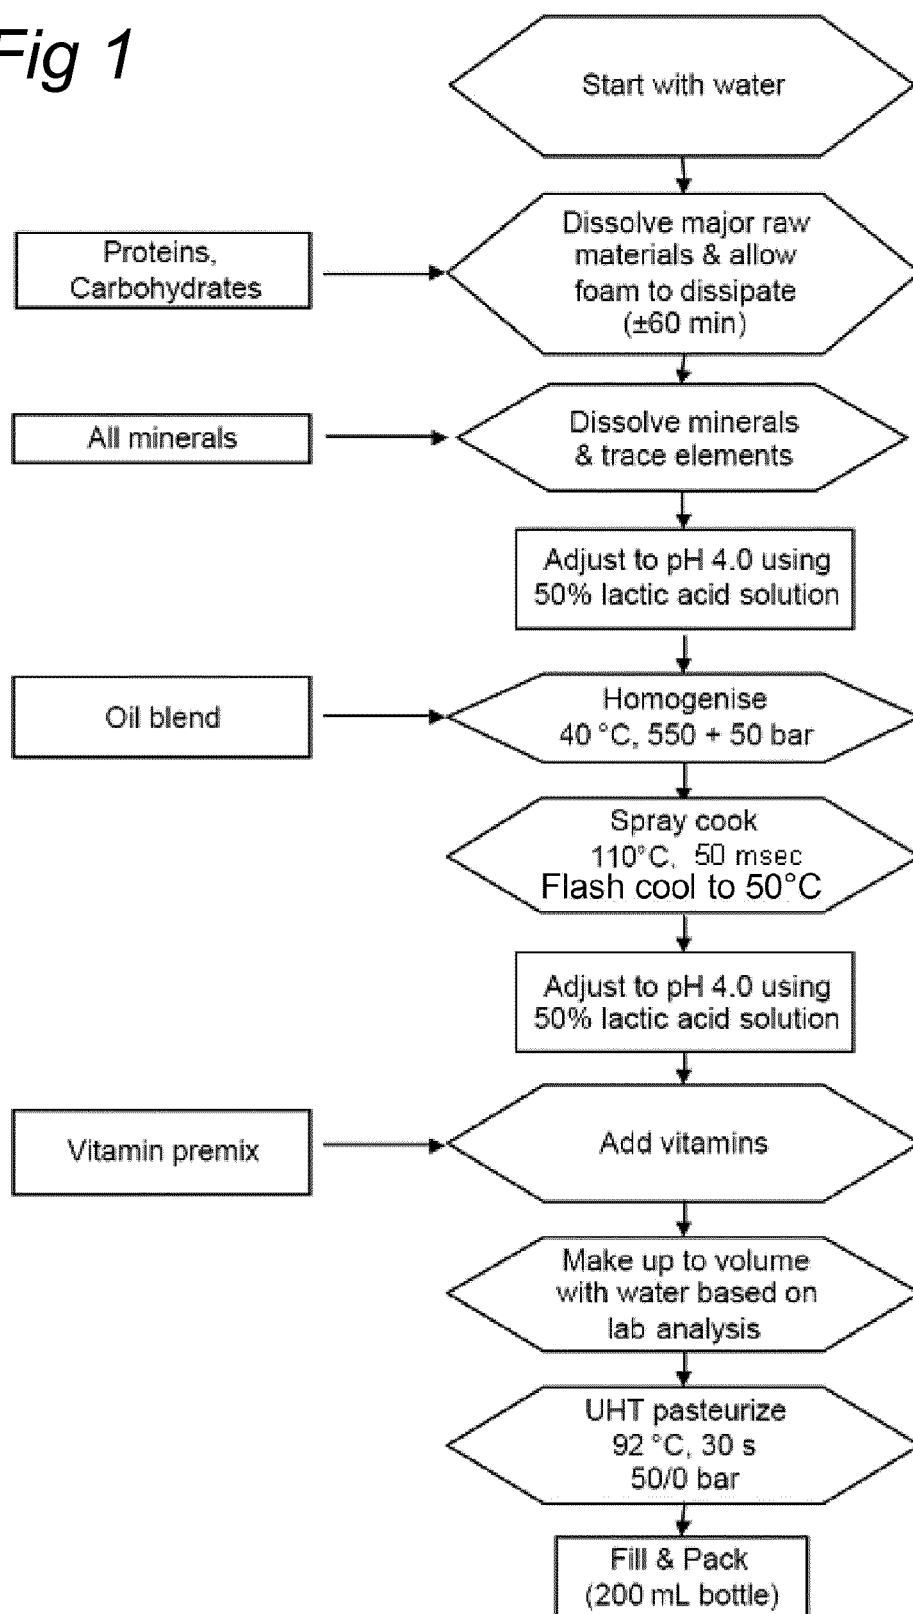 Fig 1
Start with water
Proteins,
Carbohydrates
Dissolve major raw
materials & allow
foam to dissipate
(±60 min)
All minerals
Dissolve minerals
& trace elements
Adjust to pH 4.0 using
50% lactic acid solution
Oil blend
Homogenise
40 °C, 550 + 50 bar
Spray cook
110°C, 50 msec
Flash cool to 50°C
Adjust to pH 4.0 using
50% lactic acid solution
Vitamin premix
Add vitamins
Make up to volume
with water based on
lab analysis
UHT pasteurize
92 °C, 30 s
50/0 bar
Fill & Pack
(200 mL bottle)